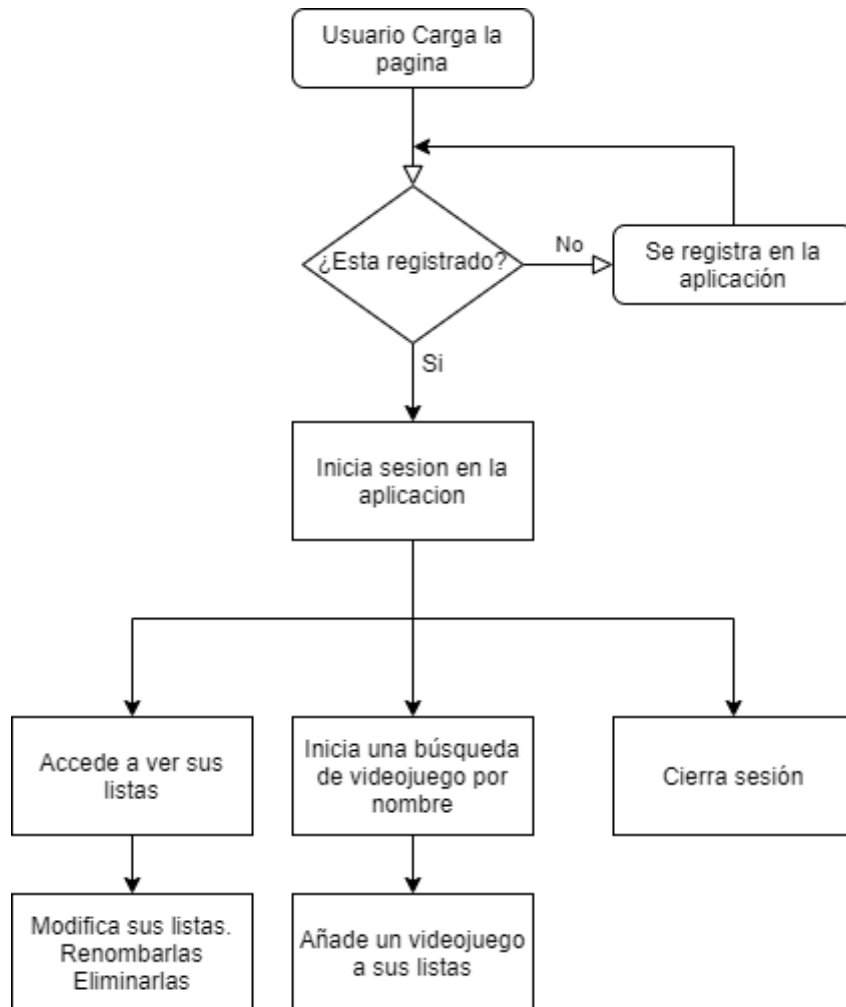 Usuario Carga la
pagina
¿Esta registrado?
No
Se registra en la
aplicación
Si
Inicia sesion en la
aplicacion
Accede a ver sus
listas
Inicia una búsqueda
de videojuego por
nombre
Cierra sesión
Modifica sus listas.
Renombarlas
Eliminarlas
Añade un videojuego
a sus listas